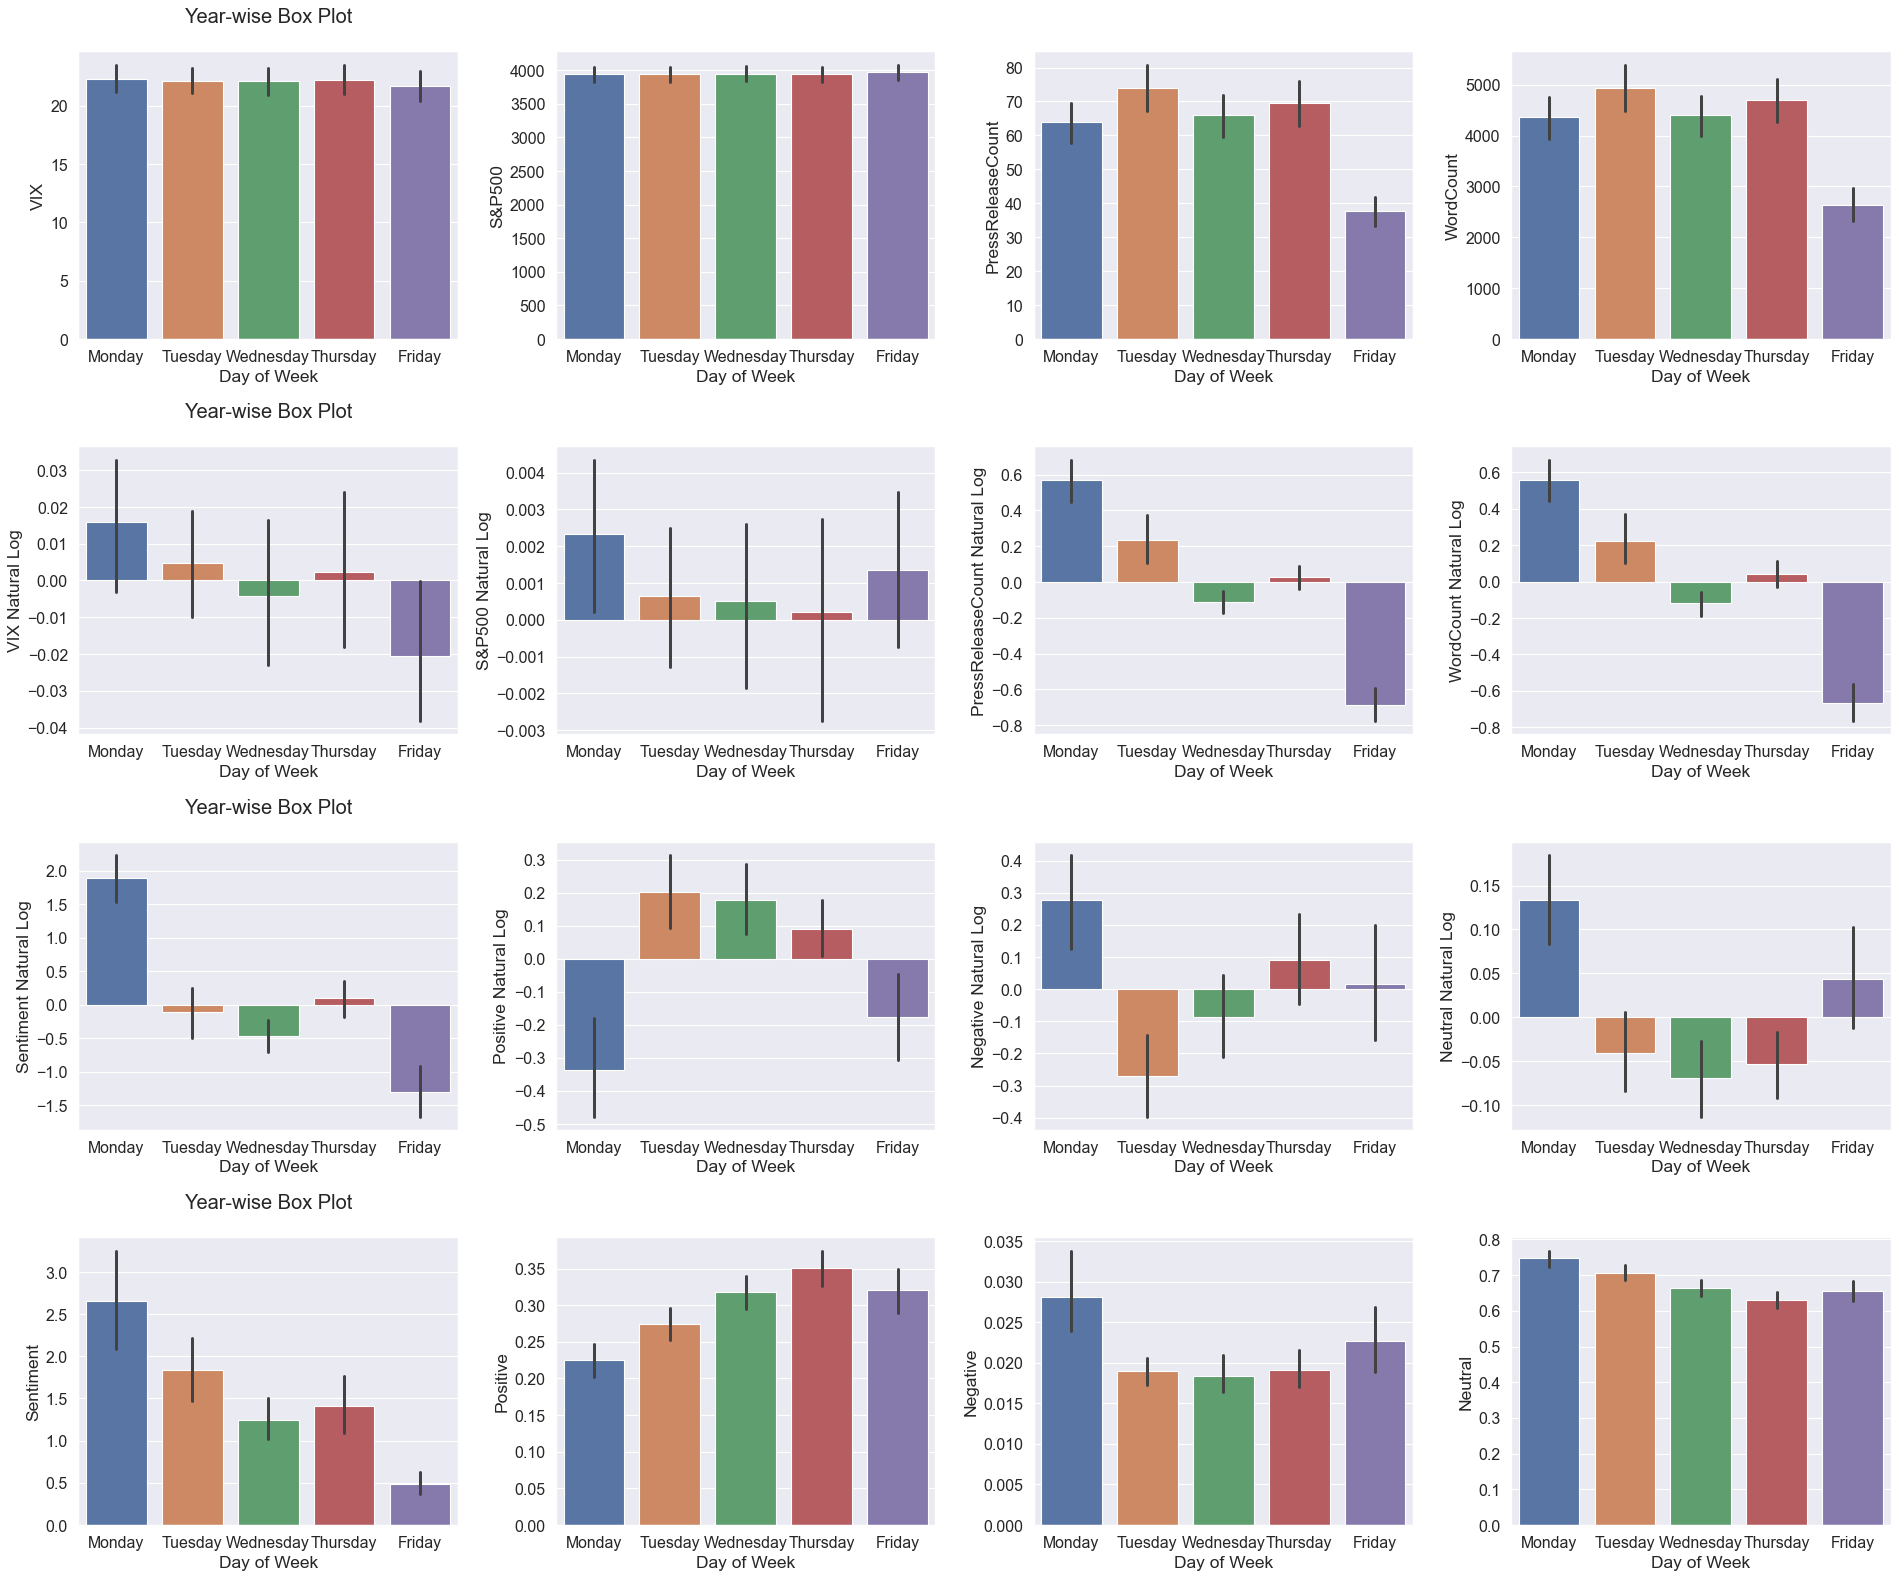 Year-wise Box Plot
VIX
20
15
10
5
0
Monday Tuesday Wednesday Thursday Friday
Day of Week
S&P500
4000
3500
3000
2500
2000
1500
1000
500
0
Monday Tuesday Wednesday Thursday Friday
Day of Week
PressReleaseCount
80
70
60
50
40
30
20
10
0
Monday Tuesday Wednesday Thursday Friday
Day of Week
WordCount
5000
4000
3000
2000
1000
0
Monday Tuesday Wednesday Thursday Friday
Day of Week
Year-wise Box Plot
VIX Natural Log
0.03
0.02
0.01
0.00
−0.01
−0.02
−0.03
−0.04
Monday Tuesday Wednesday Thursday Friday
Day of Week
S&P500 Natural Log
0.004
0.003
0.002
0.001
0.000
−0.001
−0.002
−0.003
Monday Tuesday Wednesday Thursday Friday
Day of Week
PressReleaseCount Natural Log
0.6
0.4
0.2
0.0
−0.2
−0.4
−0.6
−0.8
Monday Tuesday Wednesday Thursday Friday
Day of Week
WordCount Natural Log
0.6
0.4
0.2
0.0
−0.2
−0.4
−0.6
−0.8
Monday Tuesday Wednesday Thursday Friday
Day of Week
Year-wise Box Plot
Sentiment Natural Log
2.0
1.5
1.0
0.5
0.0
−0.5
−1.0
−1.5
Monday Tuesday Wednesday Thursday Friday
Day of Week
Positive Natural Log
0.3
0.2
0.1
0.0
−0.1
−0.2
−0.3
−0.4
−0.5
Monday Tuesday Wednesday Thursday Friday
Day of Week
Negative Natural Log
0.4
0.3
0.2
0.1
0.0
−0.1
−0.2
−0.3
−0.4
Monday Tuesday Wednesday Thursday Friday
Day of Week
Neutral Natural Log
0.15
0.10
0.05
0.00
−0.05
−0.10
Monday Tuesday Wednesday Thursday Friday
Day of Week
Year-wise Box Plot
Sentiment
3.0
2.5
2.0
1.5
1.0
0.5
0.0
Monday Tuesday Wednesday Thursday Friday
Day of Week
Positive
0.35
0.30
0.25
0.20
0.15
0.10
0.05
0.00
Monday Tuesday Wednesday Thursday Friday
Day of Week
Negative
0.035
0.030
0.025
0.020
0.015
0.010
0.005
0.000
Monday Tuesday Wednesday Thursday Friday
Day of Week
Neutral
0.8
0.7
0.6
0.5
0.4
0.3
0.2
0.1
0.0
Monday Tuesday Wednesday Thursday Friday
Day of Week